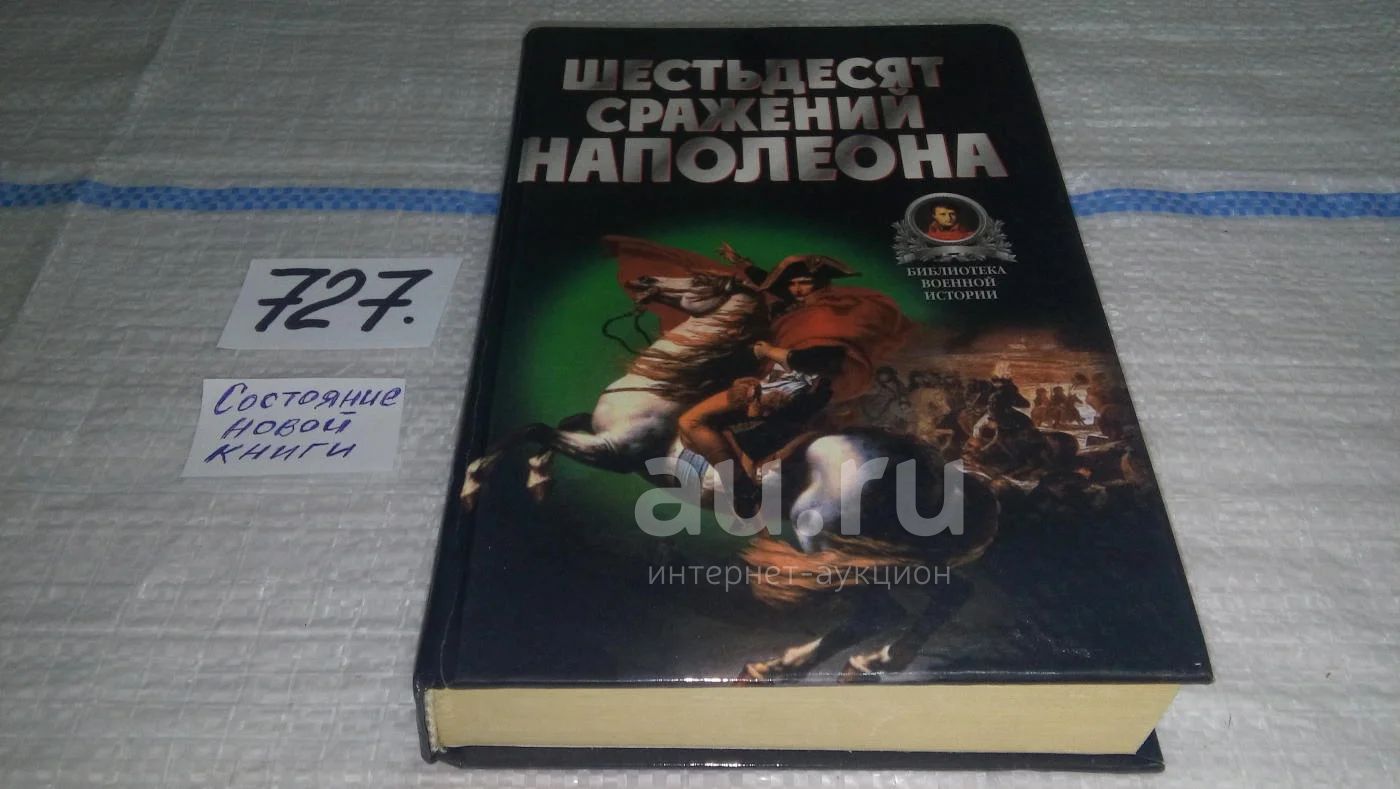 ШЕСТЬДЕСЯТ
СРАЖЕНИЙ
НАПОЛЕОНА
БИБЛИОТЕКА
ВОЕННОЙ
ИСТОРИИ
727.
Состояние
новой
книги
au.ru
интернет-аукцион